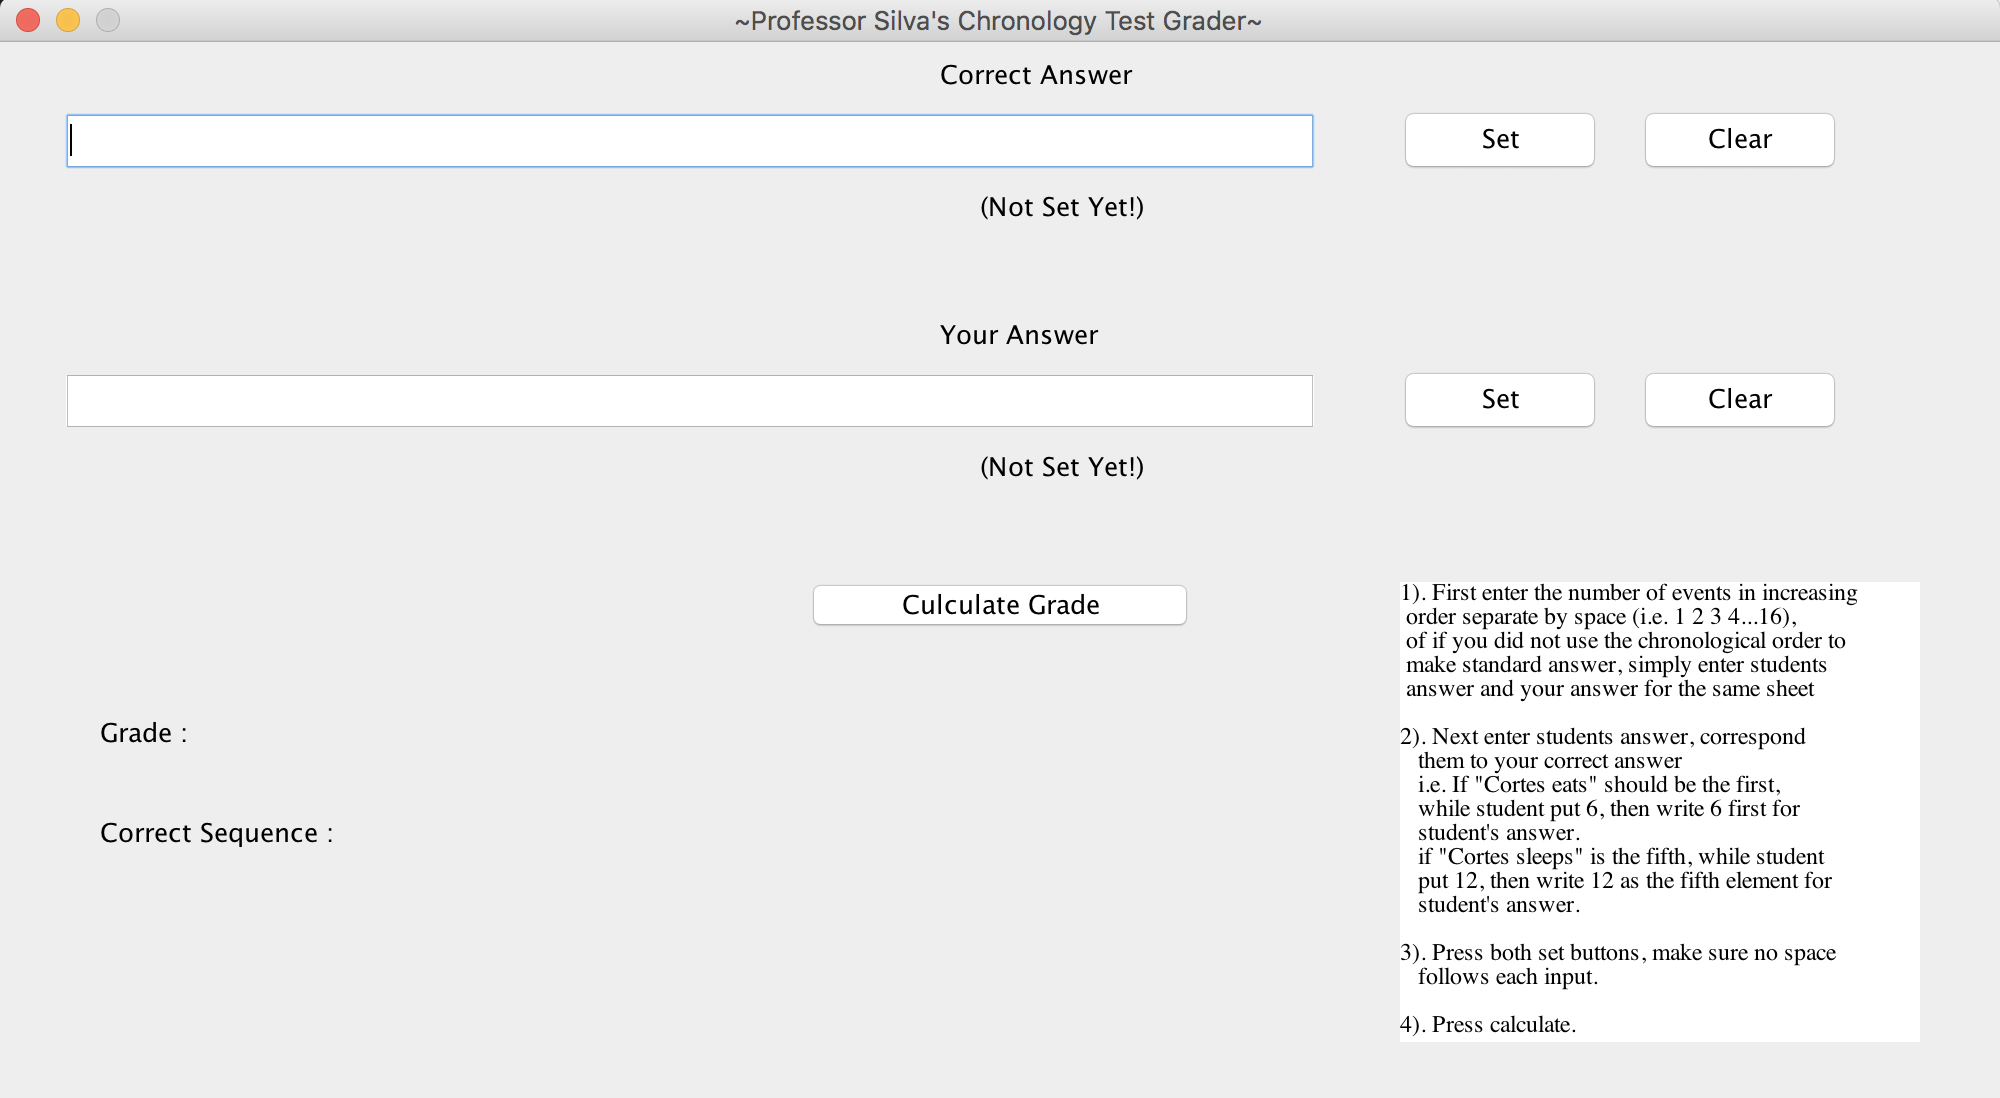 ~Professor Silva's Chronology Test Grader~
Correct Answer
Set
Clear
(Not Set Yet!)
Your Answer
Set
Clear
(Not Set Yet!)
Culculate Grade
Grade :
Correct Sequence :
1). First enter the number of events in increasing
order separate by space (i.e. 1 2 3 4...16),
of if you did not use the chronological order to
make standard answer, simply enter students
answer and your answer for the same sheet
2). Next enter students answer, correspond
them to your correct answer
i.e. If "Cortes eats" should be the first,
while student put 6, then write 6 first for
student's answer.
if "Cortes sleeps" is the fifth, while student
put 12, then write 12 as the fifth element for
student's answer.
3). Press both set buttons, make sure no space
follows each input.
4). Press calculate.